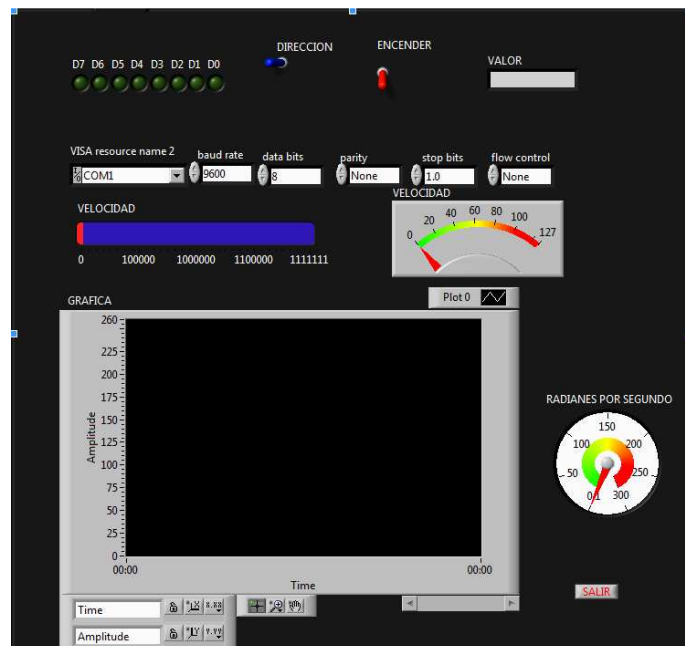 DIRECCION
ENCENDER
VALOR
D7 D6 D5 D4 D3 D2 D1 D0
VISA resource name 2
baud rate
data bits
parity
stop bits
flow control
COM1
9600
8
None
1.0
None
VELOCIDAD
0 100000 1000000 1100000 1111111
VELOCIDAD
0 20 40 60 80 100 127
GRAFICA
Plot 0
260
225
200
175
150
125
100
75
50
25
0
Amplitude
00:00 00:00
Time
RADIANES POR SEGUNDO
0,1 50 100 150 200 250 300
SALIR
Time
Amplitude